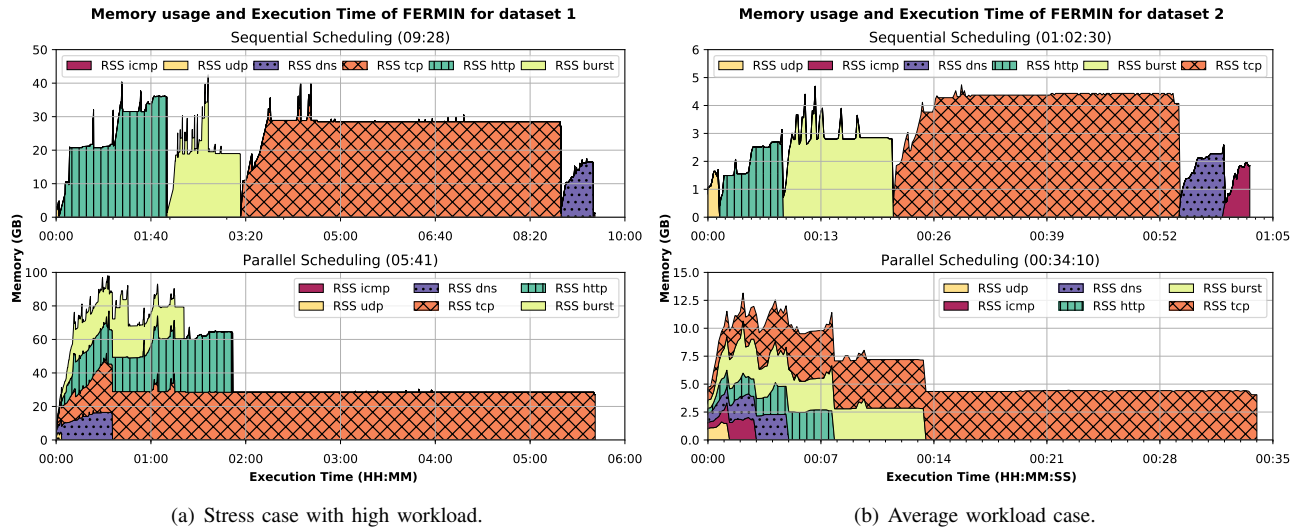 Memory usage and Execution Time of FERMIN for dataset 1
Sequential Scheduling (09:28)
50
40
30
20
10
0
RSS icmp RSS udp RSS dns RSS tcp RSS http RSS burst
00:00 01:40 03:20 05:00 06:40 08:20 10:00
Memory (GB)
Parallel Scheduling (05:41)
100
80
60
40
20
0
RSS icmp RSS dns RSS http
RSS udp RSS tcp RSS burst
00:00 01:00 02:00 03:00 04:00 05:00 06:00
Execution Time (HH:MM)
(a) Stress case with high workload.
Memory usage and Execution Time of FERMIN for dataset 2
Sequential Scheduling (01:02:30)
6
5
4
3
2
1
0
RSS udp RSS icmp RSS dns RSS http RSS burst RSS tcp
00:00 00:13 00:26 00:39 00:52 01:05
Memory (GB)
Parallel Scheduling (00:34:10)
15.0
12.5
10.0
7.5
5.0
2.5
0.0
RSS udp RSS dns RSS burst
RSS icmp RSS http RSS tcp
00:00 00:07 00:14 00:21 00:28 00:35
Execution Time (HH:MM:SS)
(b) Average workload case.